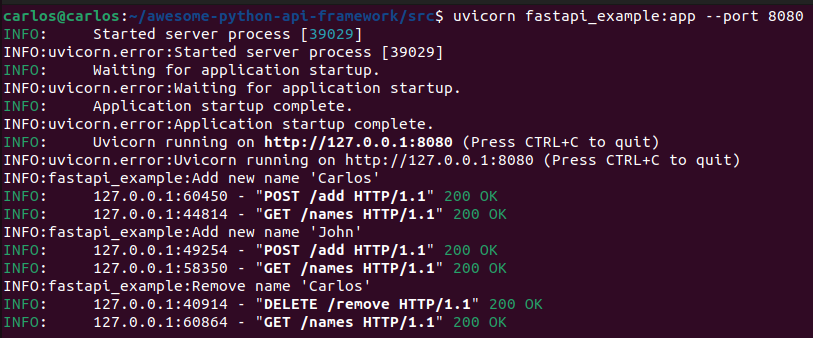 carlos@carlos:~/awesome-python-api-framework/src$ uvicorn fastapi_example:app --port 8080
INFO:     Started server process [39029]
INFO:uvicorn.error:Started server process [39029]
INFO:     Waiting for application startup.
INFO:uvicorn.error:Waiting for application startup.
INFO:     Application startup complete.
INFO:uvicorn.error:Application startup complete.
INFO:     Uvicorn running on http://127.0.0.1:8080 (Press CTRL+C to quit)
INFO:uvicorn.error:Uvicorn running on http://127.0.0.1:8080 (Press CTRL+C to quit)
INFO:fastapi_example:Add new name 'Carlos'
INFO:     127.0.0.1:60450 - "POST /add HTTP/1.1" 200 OK
INFO:     127.0.0.1:44814 - "GET /names HTTP/1.1" 200 OK
INFO:fastapi_example:Add new name 'John'
INFO:     127.0.0.1:49254 - "POST /add HTTP/1.1" 200 OK
INFO:     127.0.0.1:58350 - "GET /names HTTP/1.1" 200 OK
INFO:fastapi_example:Remove name 'Carlos'
INFO:     127.0.0.1:40914 - "DELETE /remove HTTP/1.1" 200 OK
INFO:     127.0.0.1:60864 - "GET /names HTTP/1.1" 200 OK